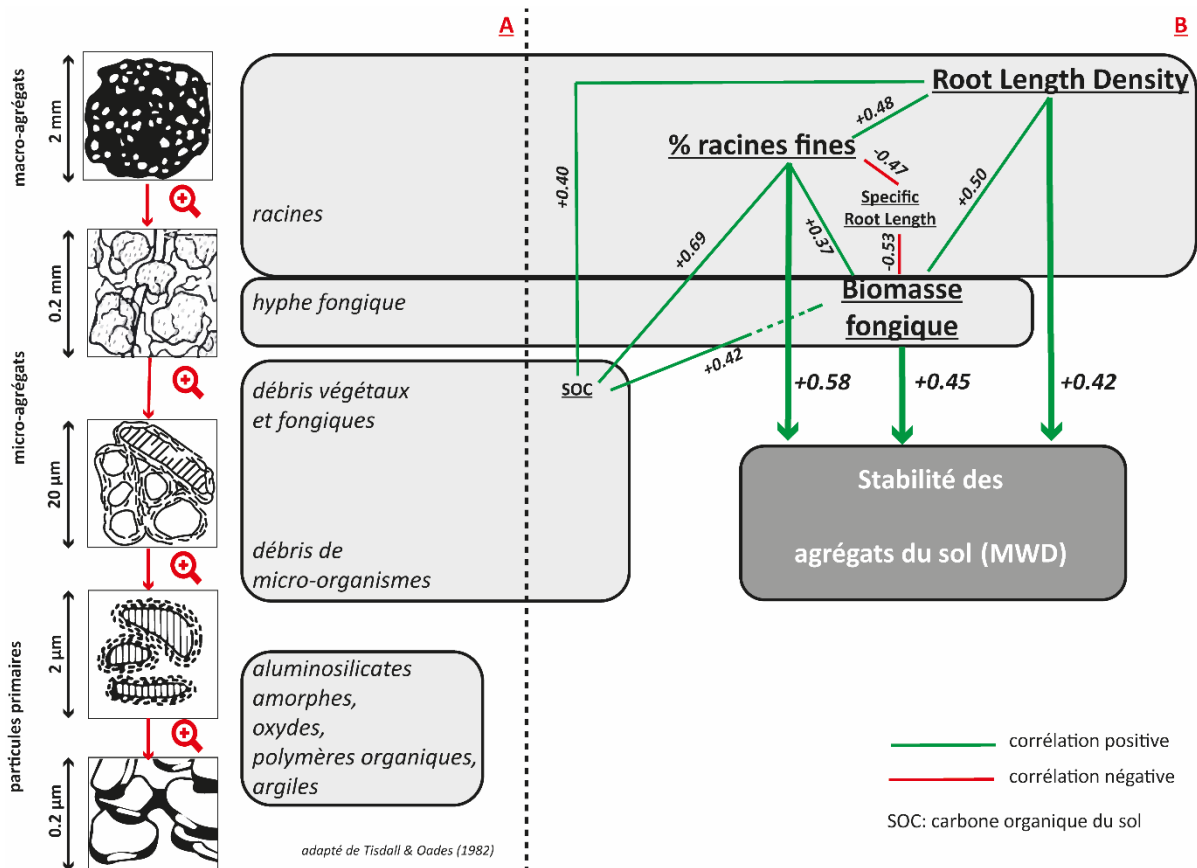 A
B
macro-agrégats
2 mm
micro-agrégats
0.2 mm
20 µm
particules primaires
2 µm
0.2 µm
racines
hyphe fongique
débris végétaux
et fongiques
débris de
micro-organismes
aluminosilicates
amorphes,
oxydes,
polymères organiques,
argiles
adapté de Tisdall & Oades (1982)
Root Length Density
+0.48
% racines fines
-0.47
+0.40
+0.50
Specific
Root Length
+0.69
+0.37
-0.53
Biomasse
fongique
+0.42
SOC
+0.58
+0.45
+0.42
Stabilité des
agrégats du sol (MWD)
corrélation positive
corrélation négative
SOC: carbone organique du sol